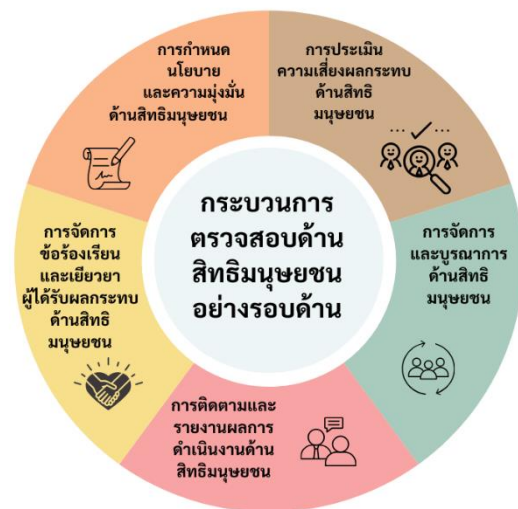 การกำหนด
นโยบาย
และความมุ่งมั่น
ด้านสิทธิมนุษยชน
การประเมิน
ความเสี่ยงผลกระทบ
ด้านสิทธิ
มนุษยชน
กระบวนการ
ตรวจสอบด้าน
สิทธิมนุษยชน
อย่างรอบด้าน
การจัดการ
และบูรณาการ
ด้านสิทธิ
มนุษยชน
การติดตามและ
รายงานผลการ
ดำเนินงานด้าน
สิทธิมนุษยชน
การจัดการ
ข้อร้องเรียน
และเยียวยา
ผู้ได้รับผลกระทบ
ด้านสิทธิ
มนุษยชน